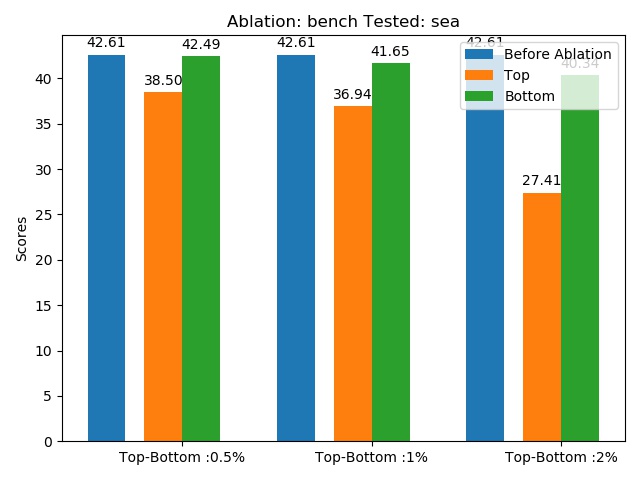 Ablation: bench Tested: sea
42.61
42.49
42.61
41.65
42.61
40.34
38.50
36.94
27.41
Before Ablation
Top
Bottom
Scores
40
35
30
25
20
15
10
5
0
Top-Bottom :0.5%
Top-Bottom :1%
Top-Bottom :2%